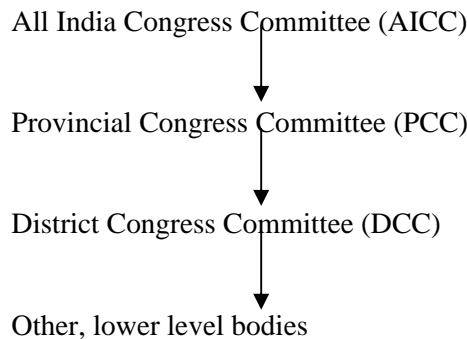 All India Congress Committee (AICC)
Provincial Congress Committee (PCC)
District Congress Committee (DCC)
Other, lower level bodies